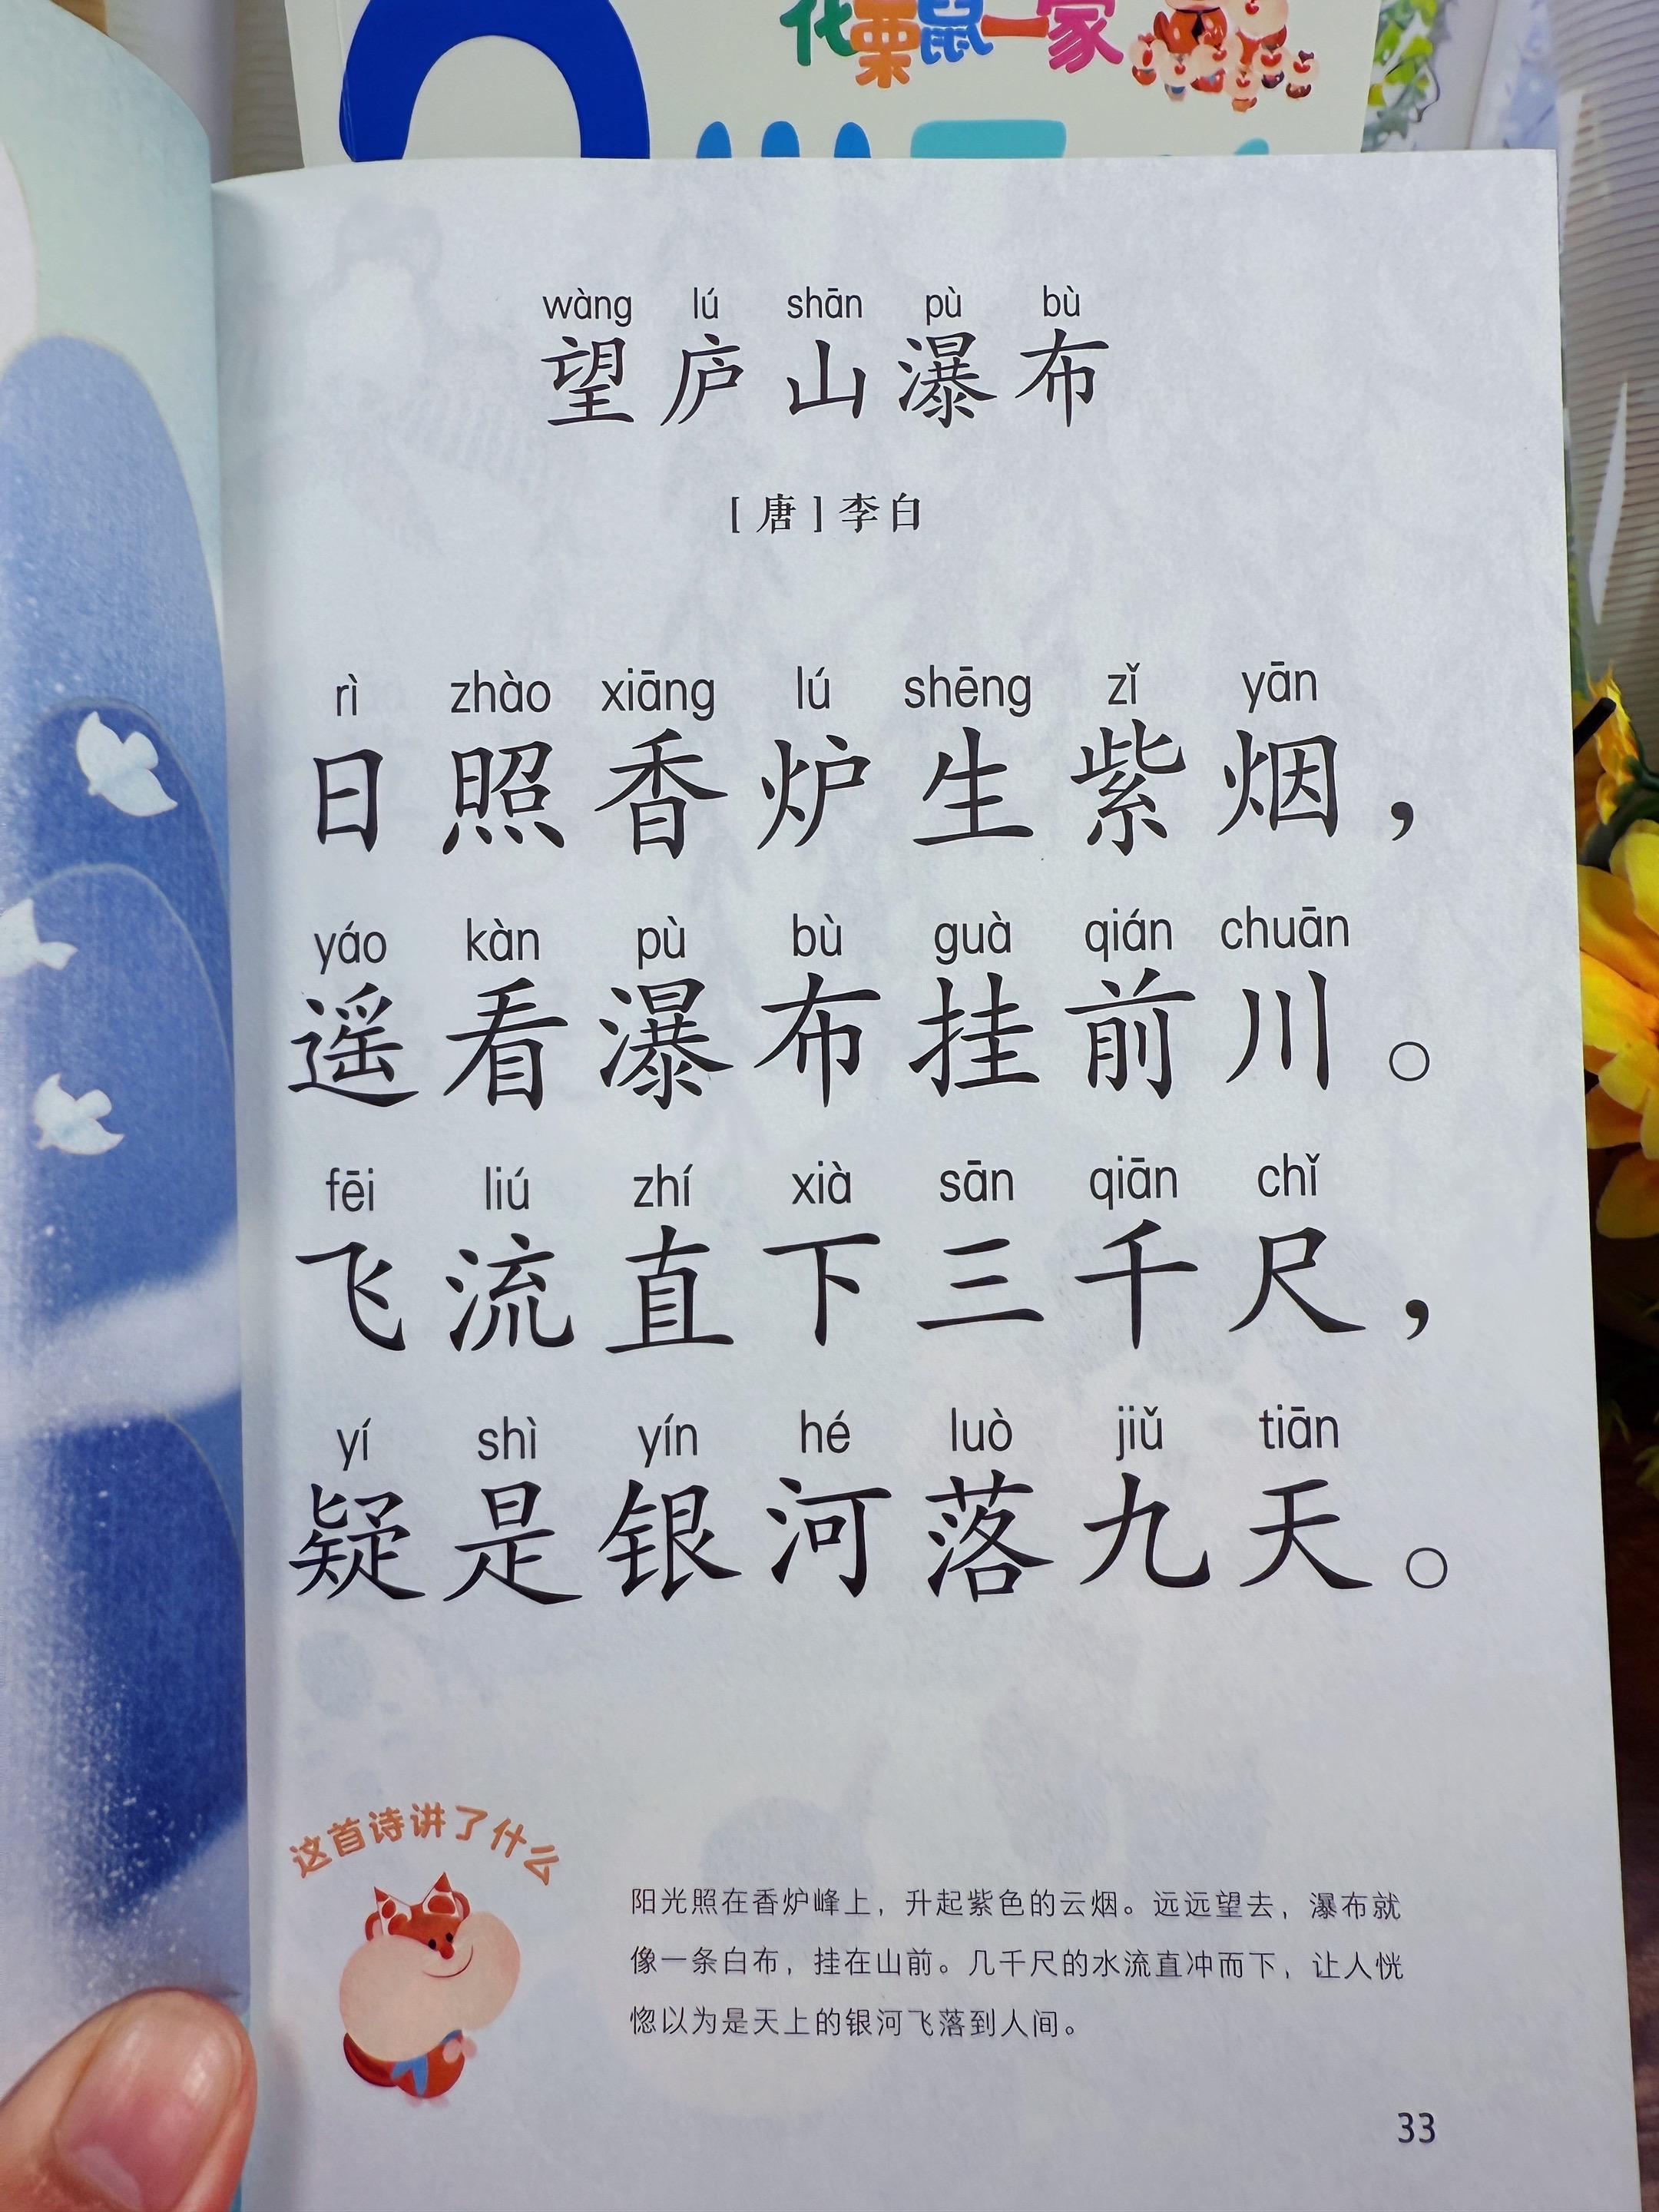 花栗鼠一家
wàng lú shān pù bù
望庐山瀑布
[唐]李白
rì zhào xiāng lú shēng zǐ yān
日照香炉生紫烟，
yáo kàn pù bù guà qián chuān
遥看瀑布挂前川。
fēi liú zhí xià sān qiān chǐ
飞流直下三千尺，
yí shì yín hé luò jiǔ tiān
疑是银河落九天。
这首诗讲了什么
阳光照在香炉峰上，升起紫色的云烟。远远望去，瀑布就
像一条白布，挂在山前。几千尺的水流直冲而下，让人恍
惚以为是天上的银河飞落到人间。
33